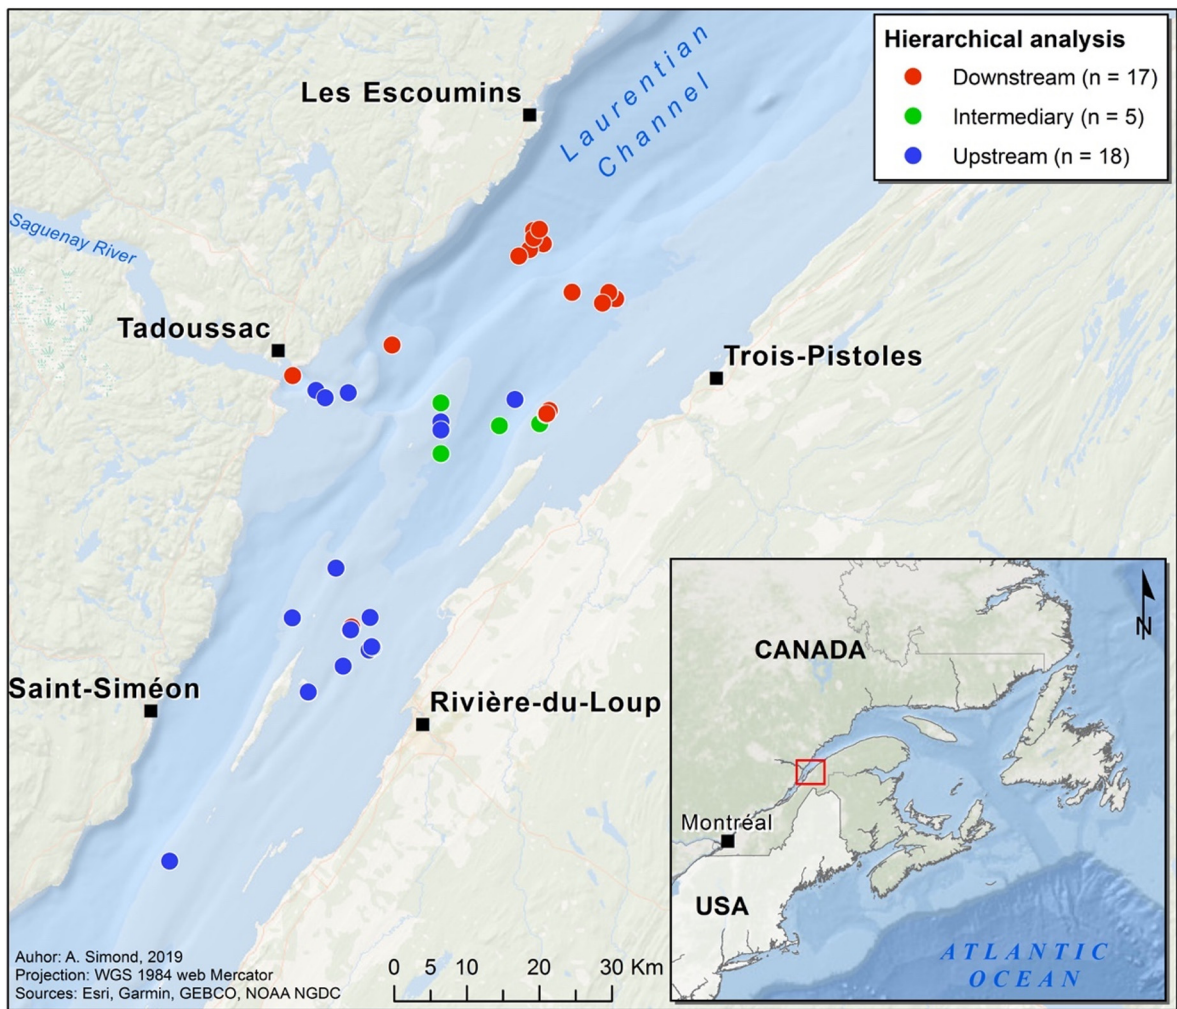 Hierarchical analysis
Downstream (n = 17)
Intermediary (n = 5)
Upstream (n = 18)
Les Escoumins
Laurentian
Channel
Saguenay River
Tadoussac
Trois-Pistoles
Saint-Siméon
Rivière-du-Loup
CANADA
N
Montréal
USA
ATLANTIC
OCEAN
Auhor: A. Simond, 2019
Projection: WGS 1984 web Mercator
Sources: Esri, Garmin, GEBCO, NOAA NGDC
0 5 10 20 30 Km